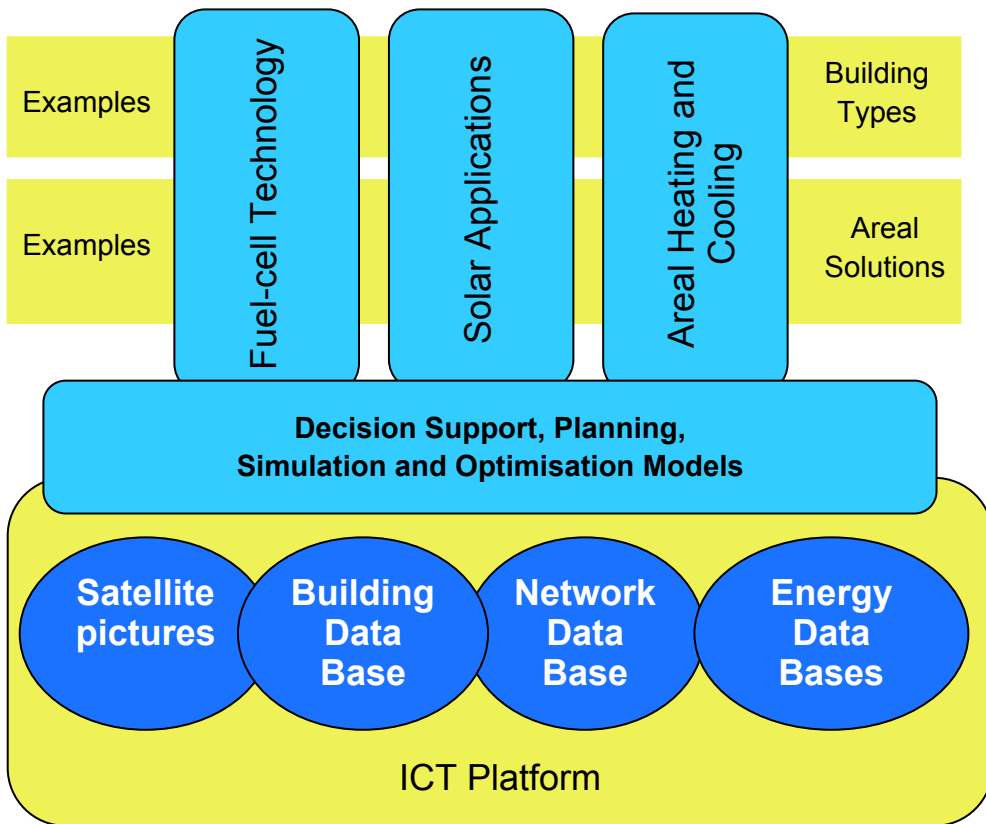 Examples
Fuel-cell Technology
Solar Applications
Areal Heating and
Cooling
Building
Types
Examples
Areal
Solutions
Decision Support, Planning,
Simulation and Optimisation Models
Satellite
pictures
Building
Data
Base
Network
Data
Base
Energy
Data
Bases
ICT Platform